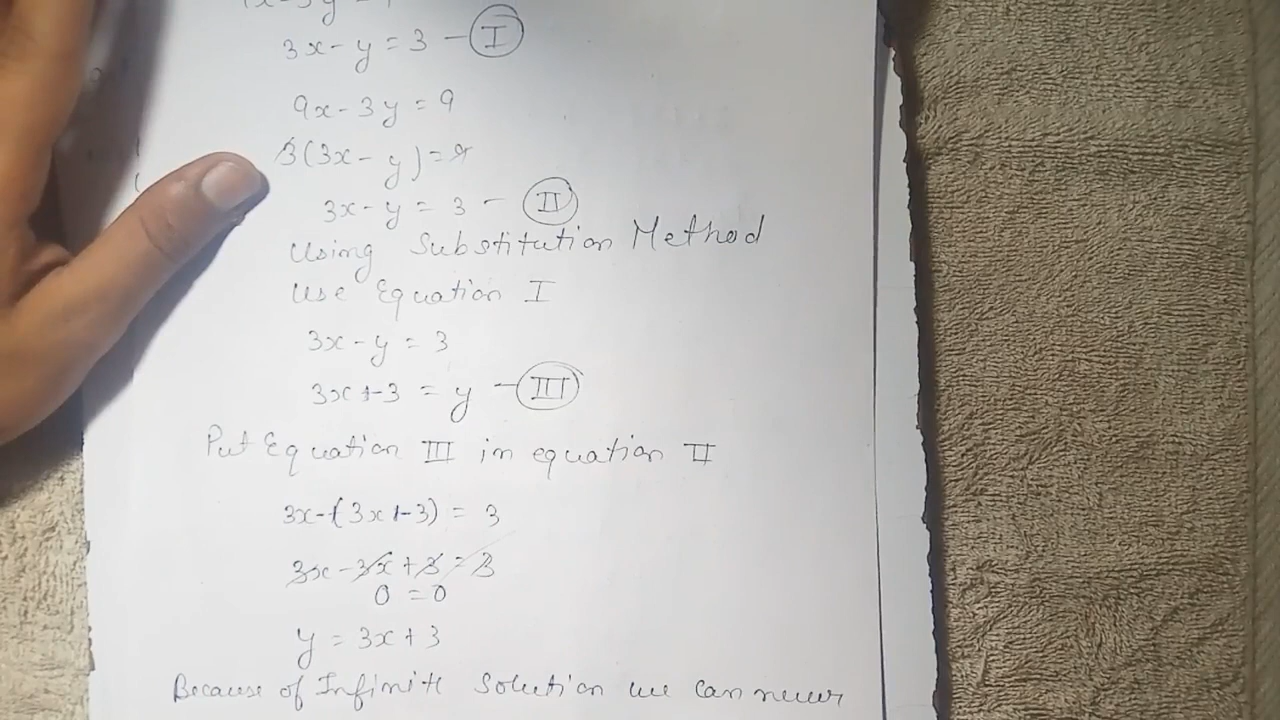 3x - y = 3 - I
9x - 3y = 9
3(3x - y) = 9
3x - y = 3 - II
Using Substitution Method
Use Equation I
3x - y = 3
3x - 3 = y - III
Put Equation III in equation II
3x - (3x - 3) = 3
3x - 3x + 3 = 3
0 = 0
y = 3x + 3
Because of Infinite Solution we can never